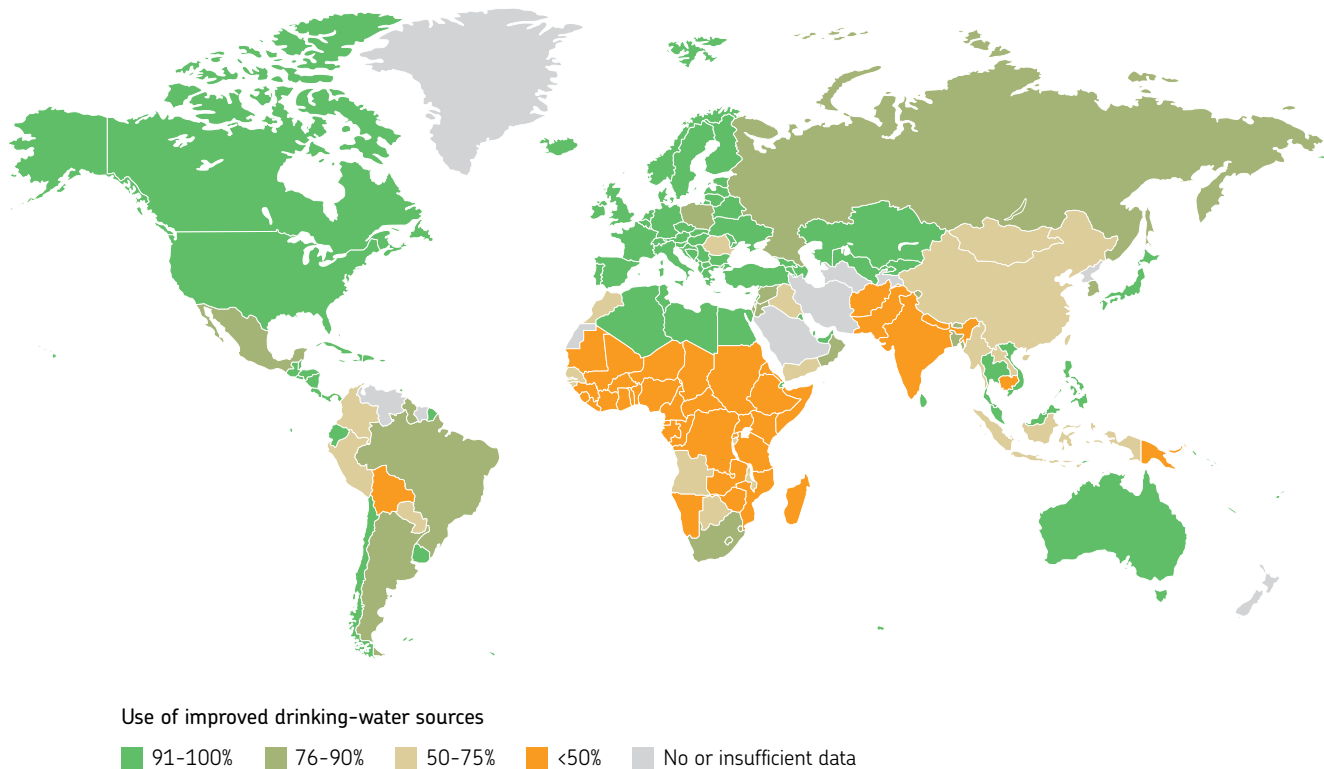 Use of improved drinking-water sources
91-100% 76-90% 50-75% <50% No or insufficient data